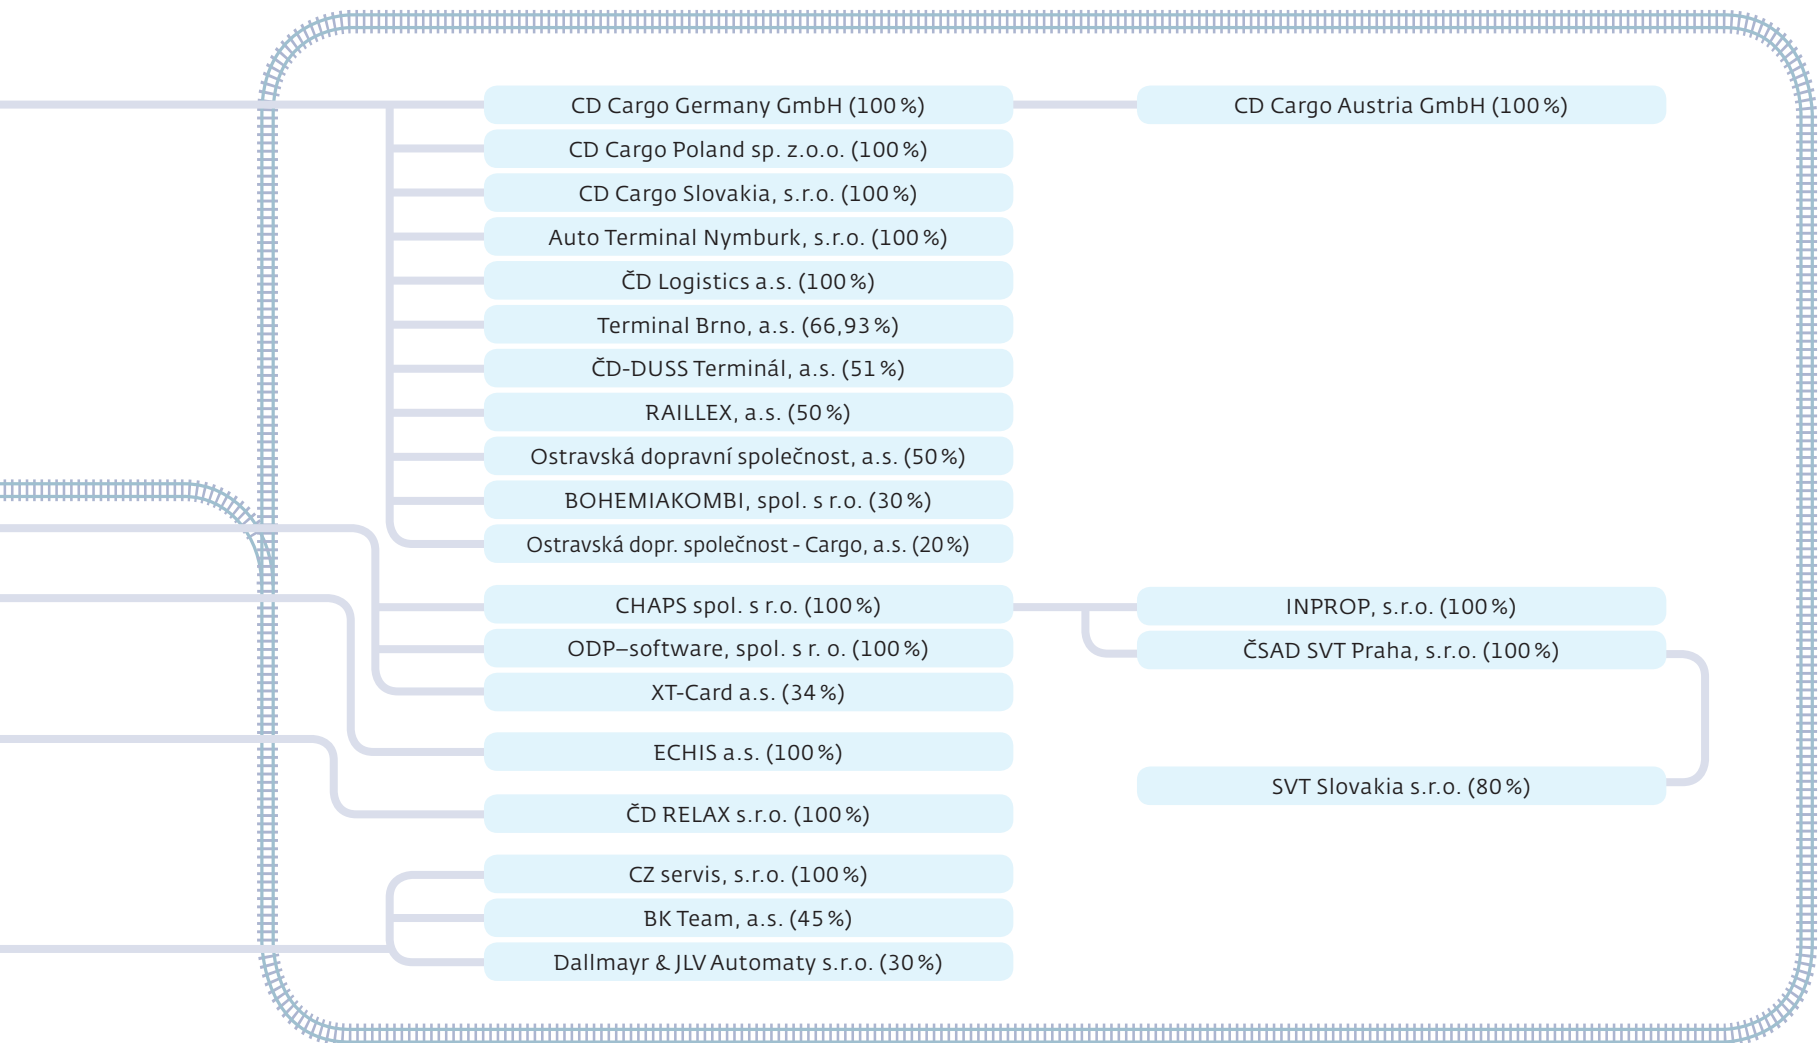 CD Cargo Germany GmbH (100 %)
CD Cargo Austria GmbH (100 %)
CD Cargo Poland sp. z.o.o. (100 %)
CD Cargo Slovakia, s.r.o. (100 %)
Auto Terminal Nymburk, s.r.o. (100 %)
ČD Logistics a.s. (100 %)
Terminal Brno, a.s. (66,93 %)
ČD-DUSS Terminál, a.s. (51 %)
RAILLEX, a.s. (50 %)
Ostravská dopravní společnost, a.s. (50 %)
BOHEMIAKOMBI, spol. s r.o. (30 %)
Ostravská dopr. společnost - Cargo, a.s. (20 %)
CHAPS spol. s r.o. (100 %)
INPROP, s.r.o. (100 %)
ODP–software, spol. s r. o. (100 %)
ČSAD SVT Praha, s.r.o. (100 %)
XT-Card a.s. (34 %)
ECHIS a.s. (100 %)
SVT Slovakia s.r.o. (80 %)
ČD RELAX s.r.o. (100 %)
CZ servis, s.r.o. (100 %)
BK Team, a.s. (45 %)
Dallmayr & JLV Automaty s.r.o. (30 %)